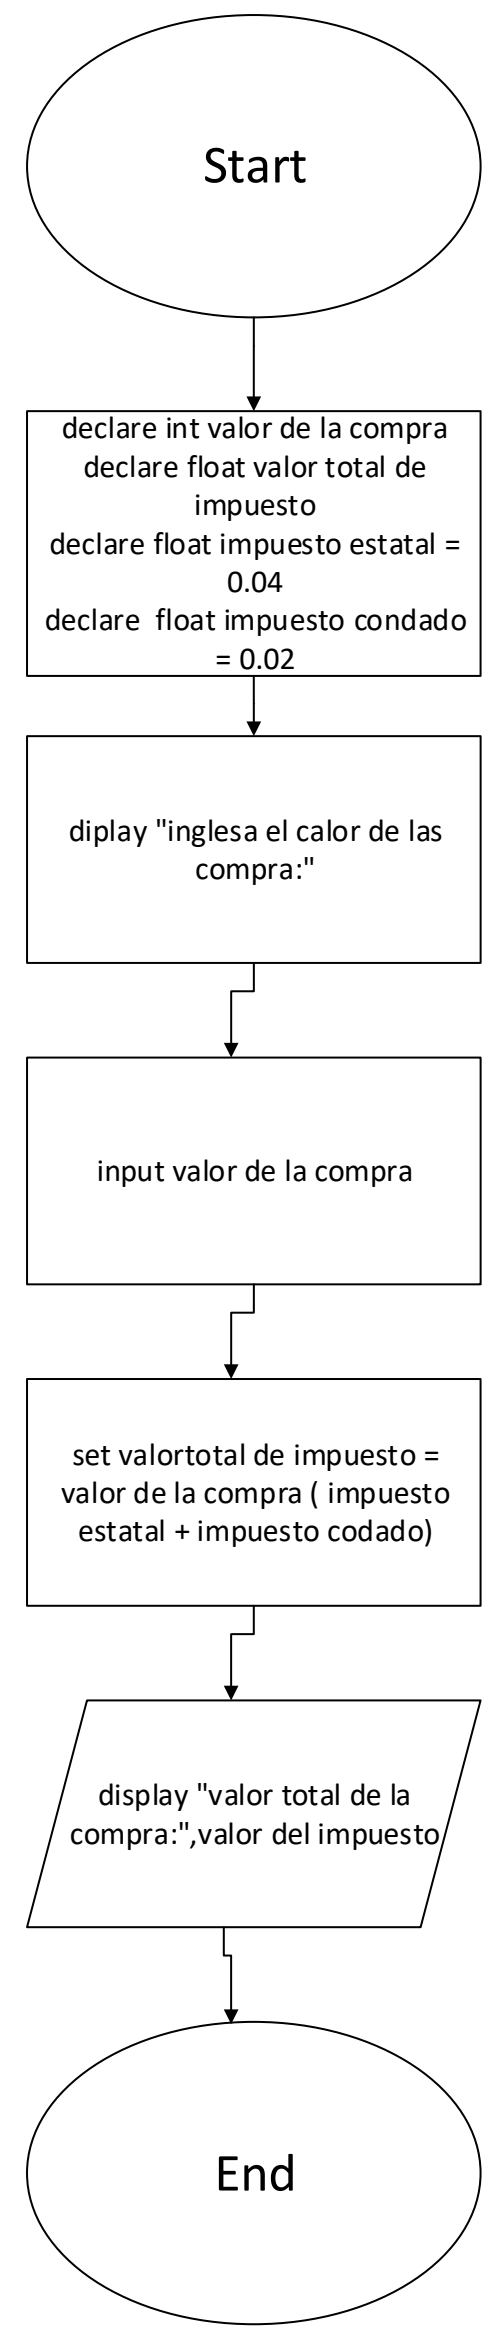 Start
declare int valor de la compra
declare float valor total de
impuesto
declare float impuesto estatal =
0.04
declare  float impuesto condado
= 0.02
diplay "inglesa el calor de las
compra:"
input valor de la compra
set valortotal de impuesto =
valor de la compra ( impuesto
estatal + impuesto codado)
display "valor total de la
compra:",valor del impuesto
End